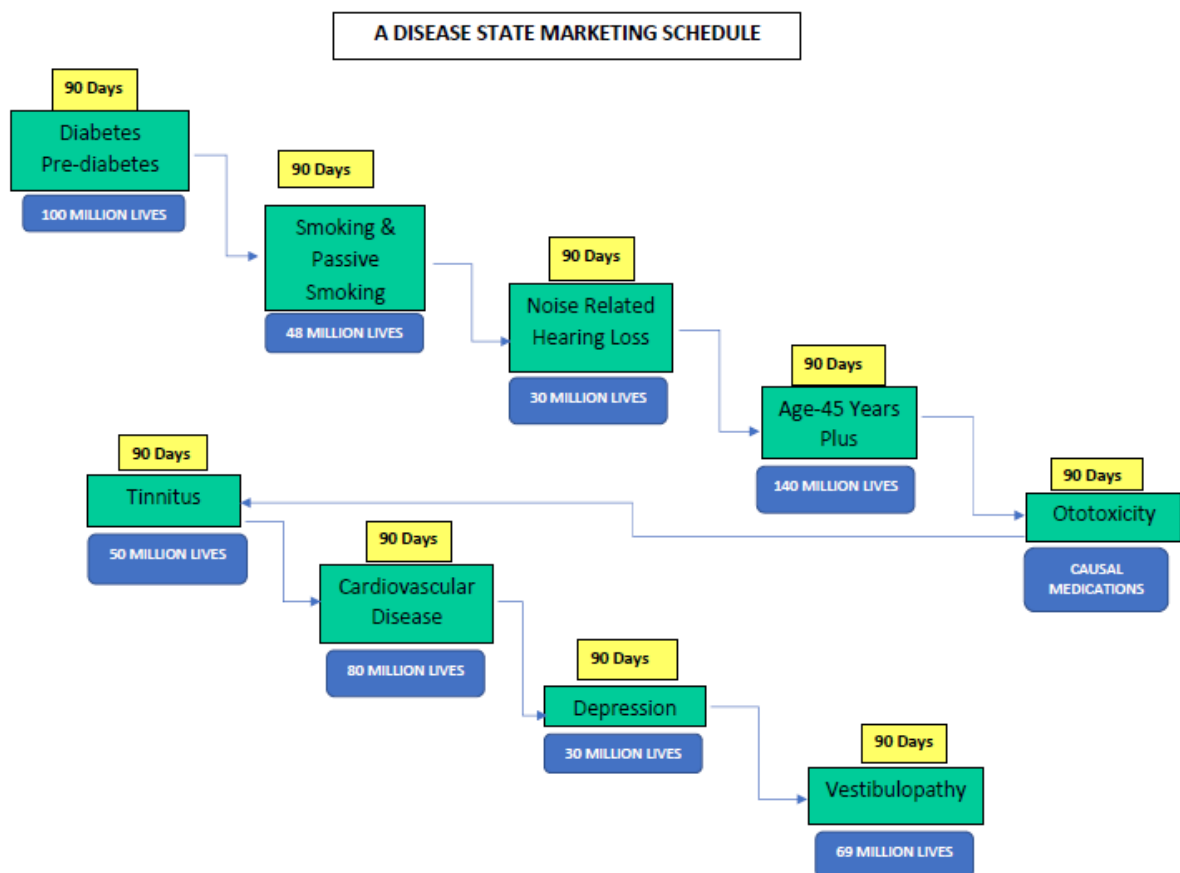 A DISEASE STATE MARKETING SCHEDULE
90 Days
Diabetes
Pre-diabetes
100 MILLION LIVES
90 Days
Smoking &
Passive
Smoking
48 MILLION LIVES
90 Days
Noise Related
Hearing Loss
30 MILLION LIVES
90 Days
Age-45 Years
Plus
140 MILLION LIVES
90 Days
Ototoxicity
CAUSAL
MEDICATIONS
90 Days
Tinnitus
50 MILLION LIVES
90 Days
Cardiovascular
Disease
80 MILLION LIVES
90 Days
Depression
30 MILLION LIVES
90 Days
Vestibulopathy
69 MILLION LIVES